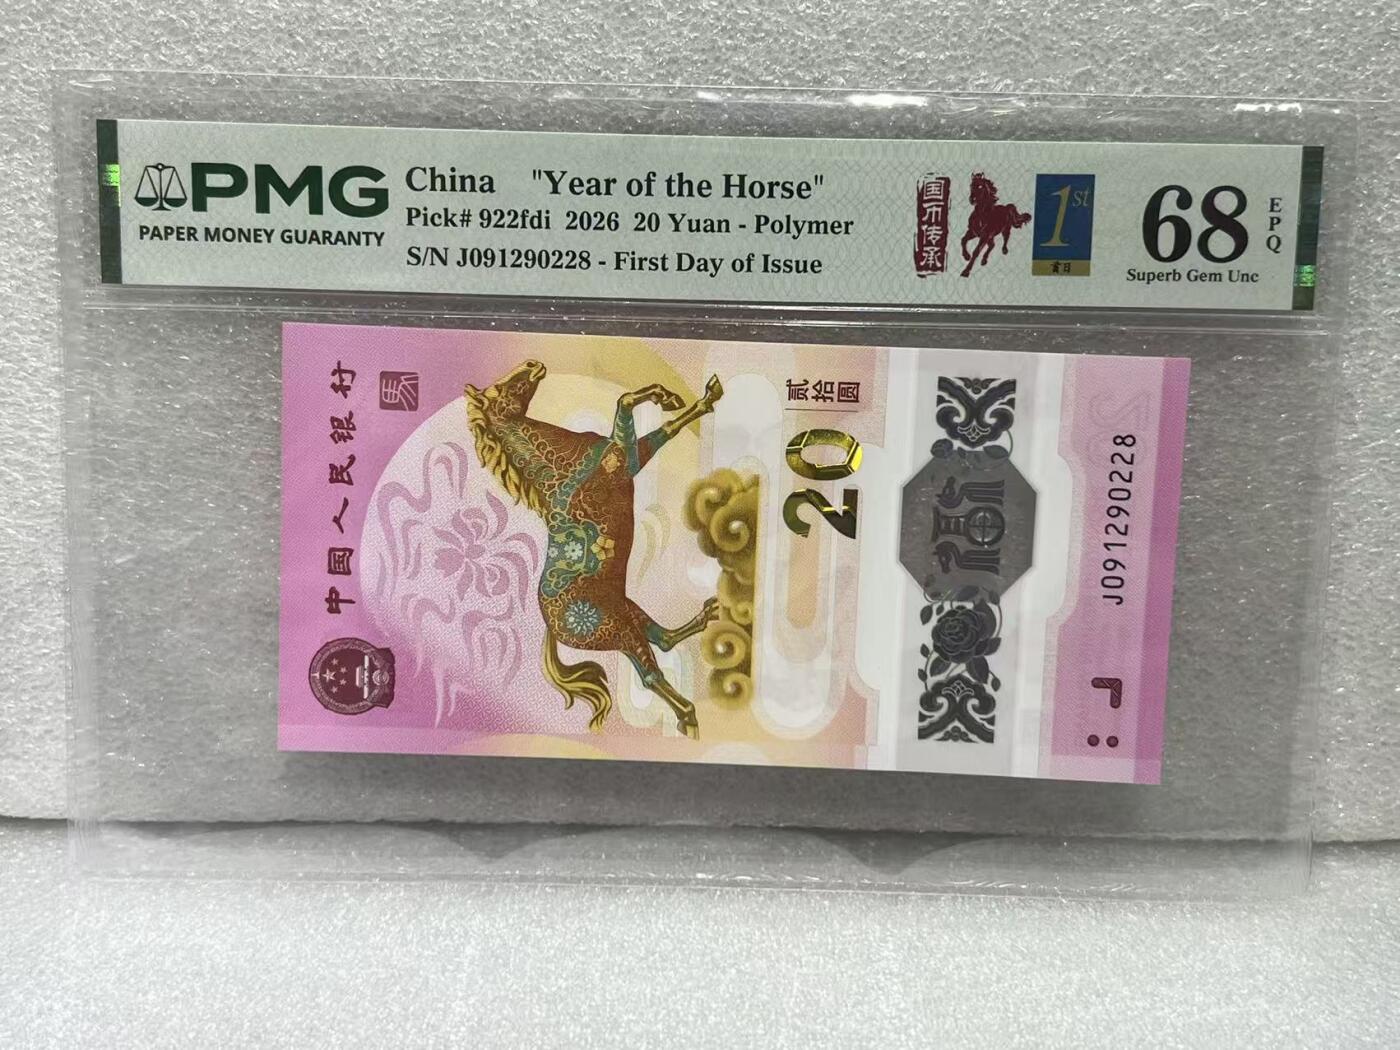 PMG
PAPER MONEY GUARANTY
China "Year of the Horse"
Pick# 922fdi 2026 20 Yuan - Polymer
S/N J091290228 - First Day of Issue
国币传承
1st
首日
68
EPQ
Superb Gem Unc
中国人民银行
馬
贰拾圆
20
J091290228